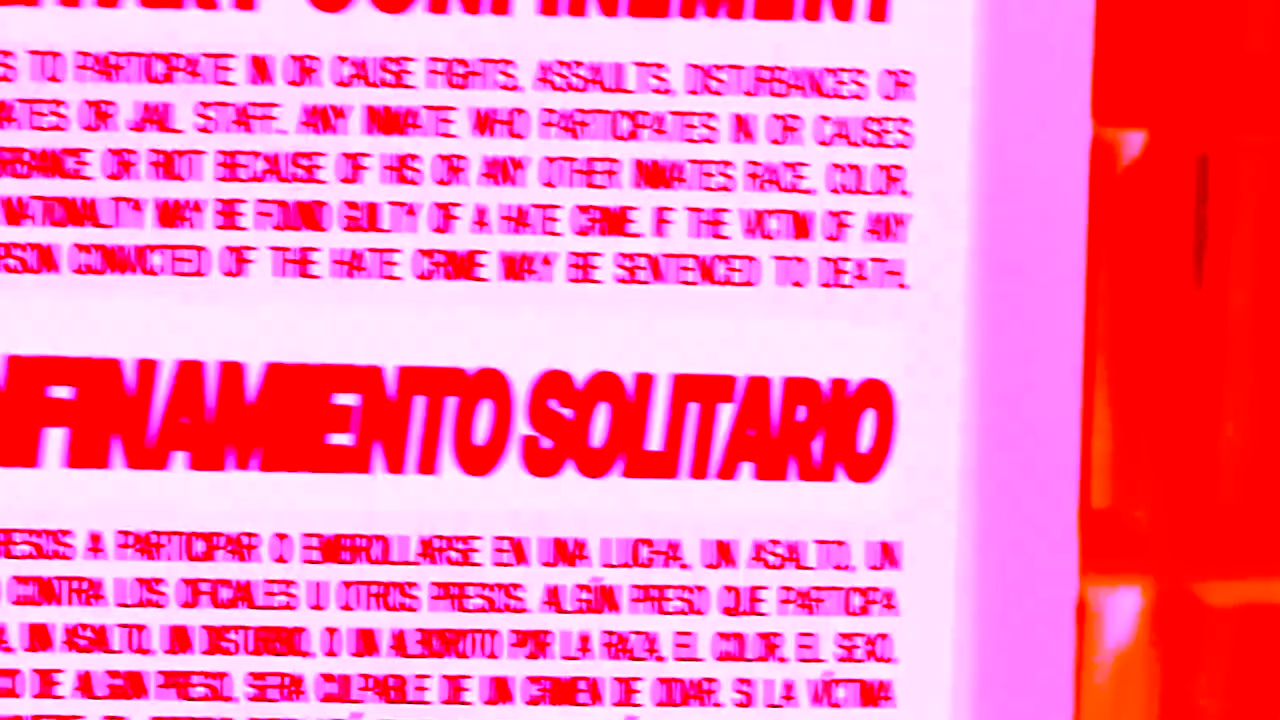 CONFINEMENT
TO PARTICIPATE IN OR CAUSE FIGHTS, ASSAULTS, DISTURBANCES OR
OR JAIL STAFF. ANY INMATE WHO PARTICIPATES IN OR CAUSES
OR RIOT BECAUSE OF HIS OR ANY OTHER INMATES RACE, COLOR,
NATIONALITY MAY BE FOUND GUILTY OF A HATE CRIME. IF THE VICTIM OF ANY
CONVICTED OF THE HATE CRIME MAY BE SENTENCED TO DEATH.
NFINAMIENTO SOLITARIO
RESOS A PARTICIPAR O EMBROLLARSE EN UNA LUCHA, UN ASALTO, UN
CONTRA LOS OFICIALES U OTROS PRESOS. ALGÚN PRESO QUE PARTICIPA
UN ASALTO, UN DISTURBIO, O UN ALBOROTO POR LA RAZA, EL COLOR, EL SEXO,
DE ALGÚN PRESO, SERÁ CULPABLE DE UN CRIMEN DE ODIAR. SI LA VÍCTIMA